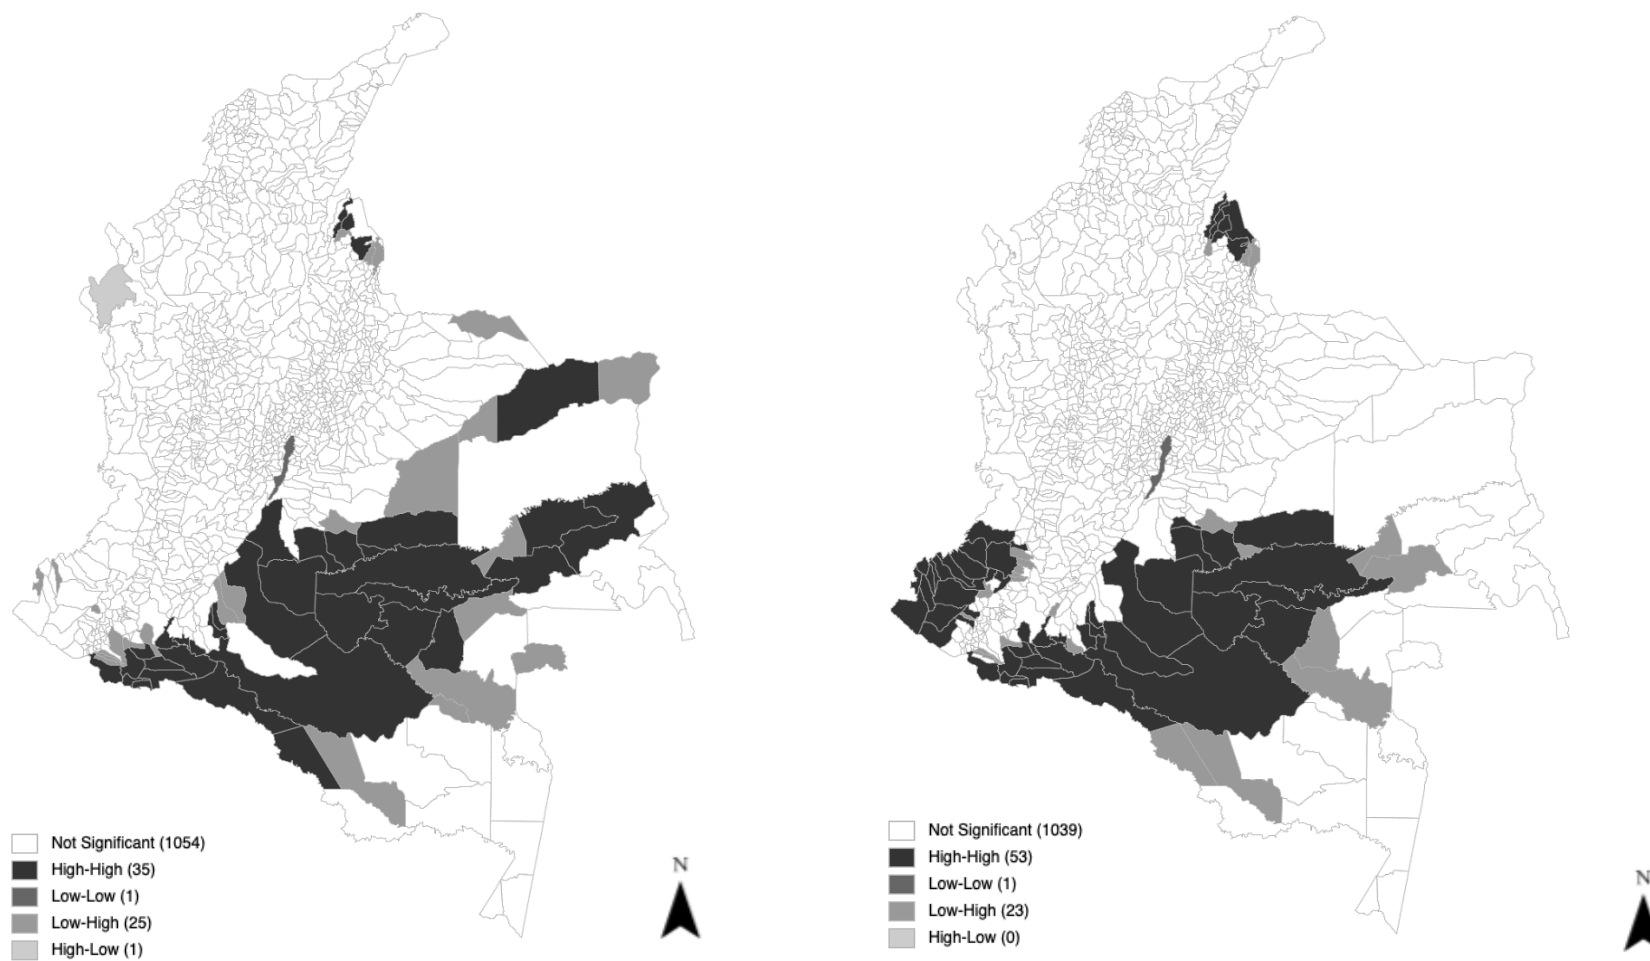 Not Significant (1054)
High-High (35)
Low-Low (1)
Low-High (25)
High-Low (1)
N
Not Significant (1039)
High-High (53)
Low-Low (1)
Low-High (23)
High-Low (0)
N